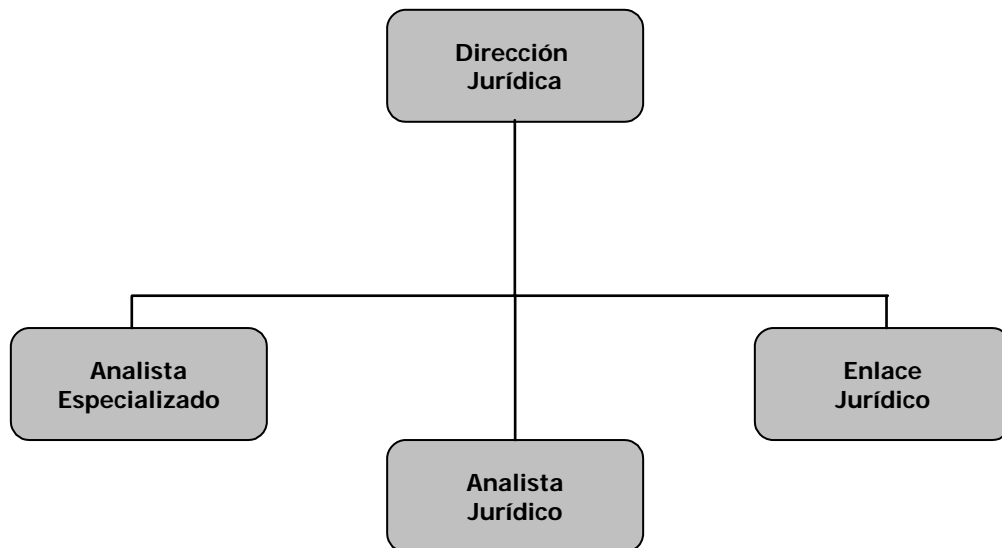 Dirección
Jurídica
Analista
Especializado
Enlace
Jurídico
Analista
Jurídico